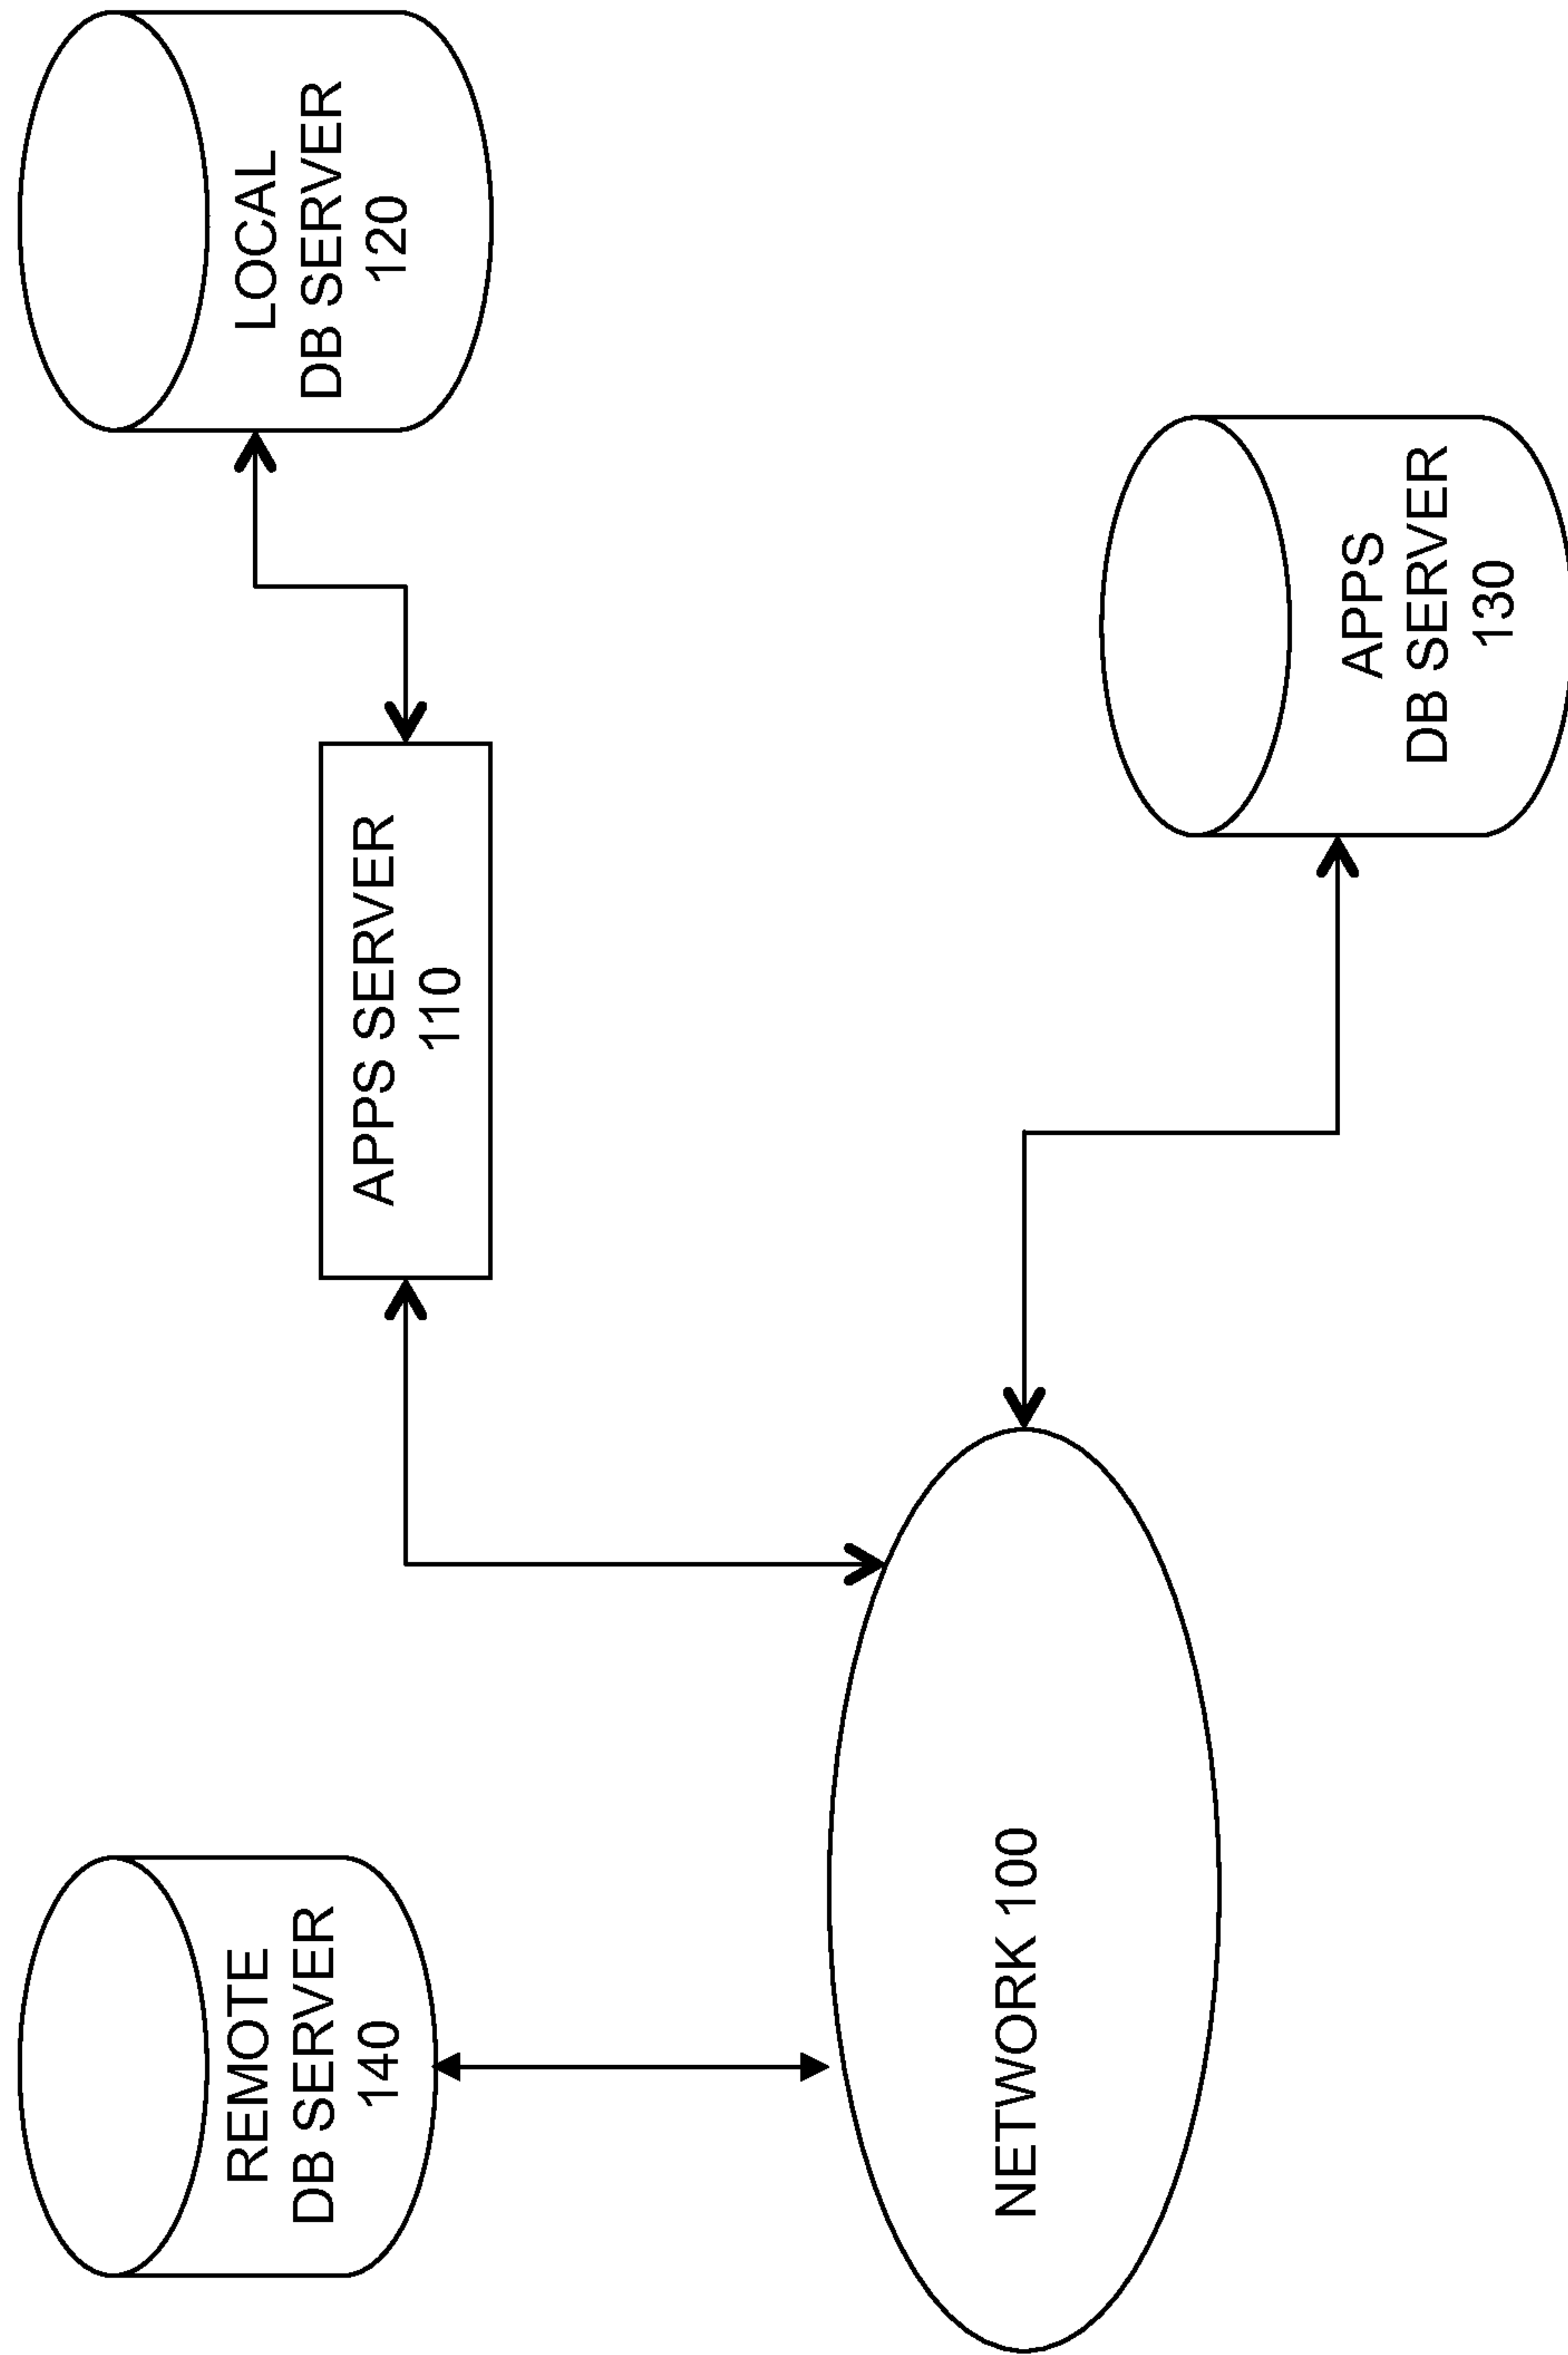 REMOTE
DB SERVER
140
APPS SERVER
110
LOCAL
DB SERVER
120
NETWORK 100
APPS
DB SERVER
130